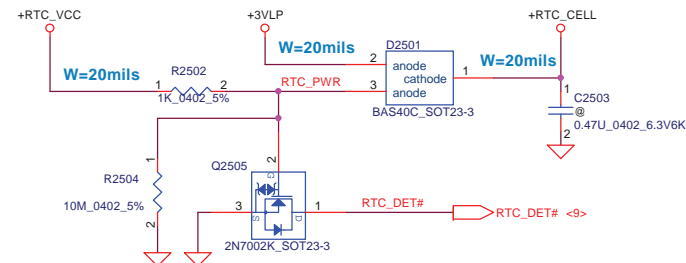 +RTC_VCC
+3VLP
+RTC_CELL
W=20mils
D2501
W=20mils
W=20mils
R2502
2
anode
cathode
1
1
2
RTC_PWR
3
anode
1K_0402_5%
BAS40C_SOT23-3
1
C2503
@
0.47U_0402_6.3V6K
2
1
R2504
10M_0402_5%
2
2
Q2505
G
3
S
D
1
RTC_DET#
RTC_DET# <9>
2N7002K_SOT23-3